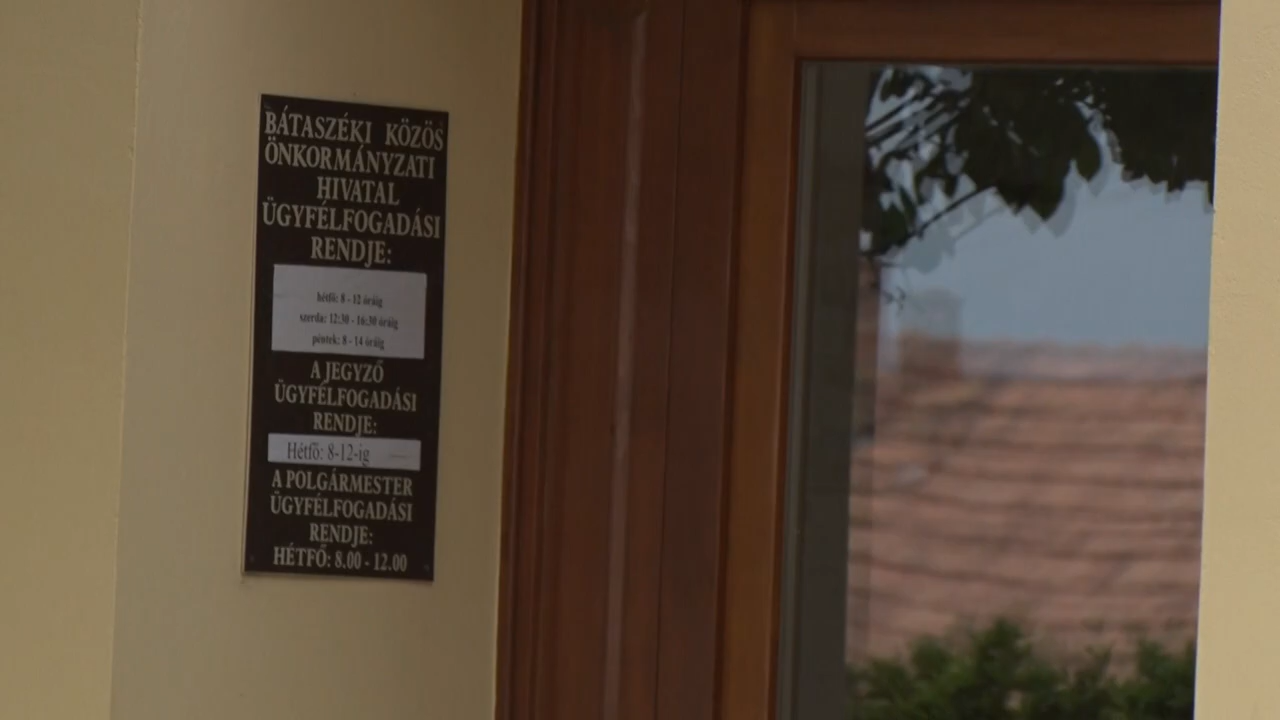 BÁTASZÉKI KÖZÖS
ÖNKORMÁNYZATI
HIVATAL
ÜGYFÉLFOGADÁSI
RENDJE:
hétfő: 8 - 12 óráig
szerda: 12:30 - 16:30 óráig
péntek: 8 - 14 óráig
A JEGYZŐ
ÜGYFÉLFOGADÁSI
RENDJE:
Hétfő: 8-12-ig
A POLGÁRMESTER
ÜGYFÉLFOGADÁSI
RENDJE:
HÉTFŐ: 8.00 - 12.00